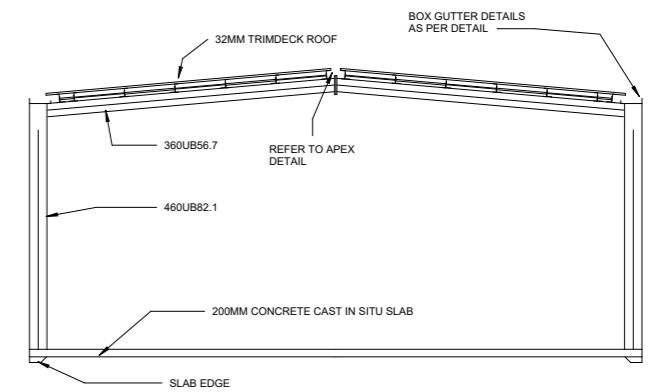 BOX GUTTER DETAILS
AS PER DETAIL
32MM TRIMDECK ROOF
REFER TO APEX
DETAIL
360UB56.7
460UB82.1
200MM CONCRETE CAST IN SITU SLAB
SLAB EDGE